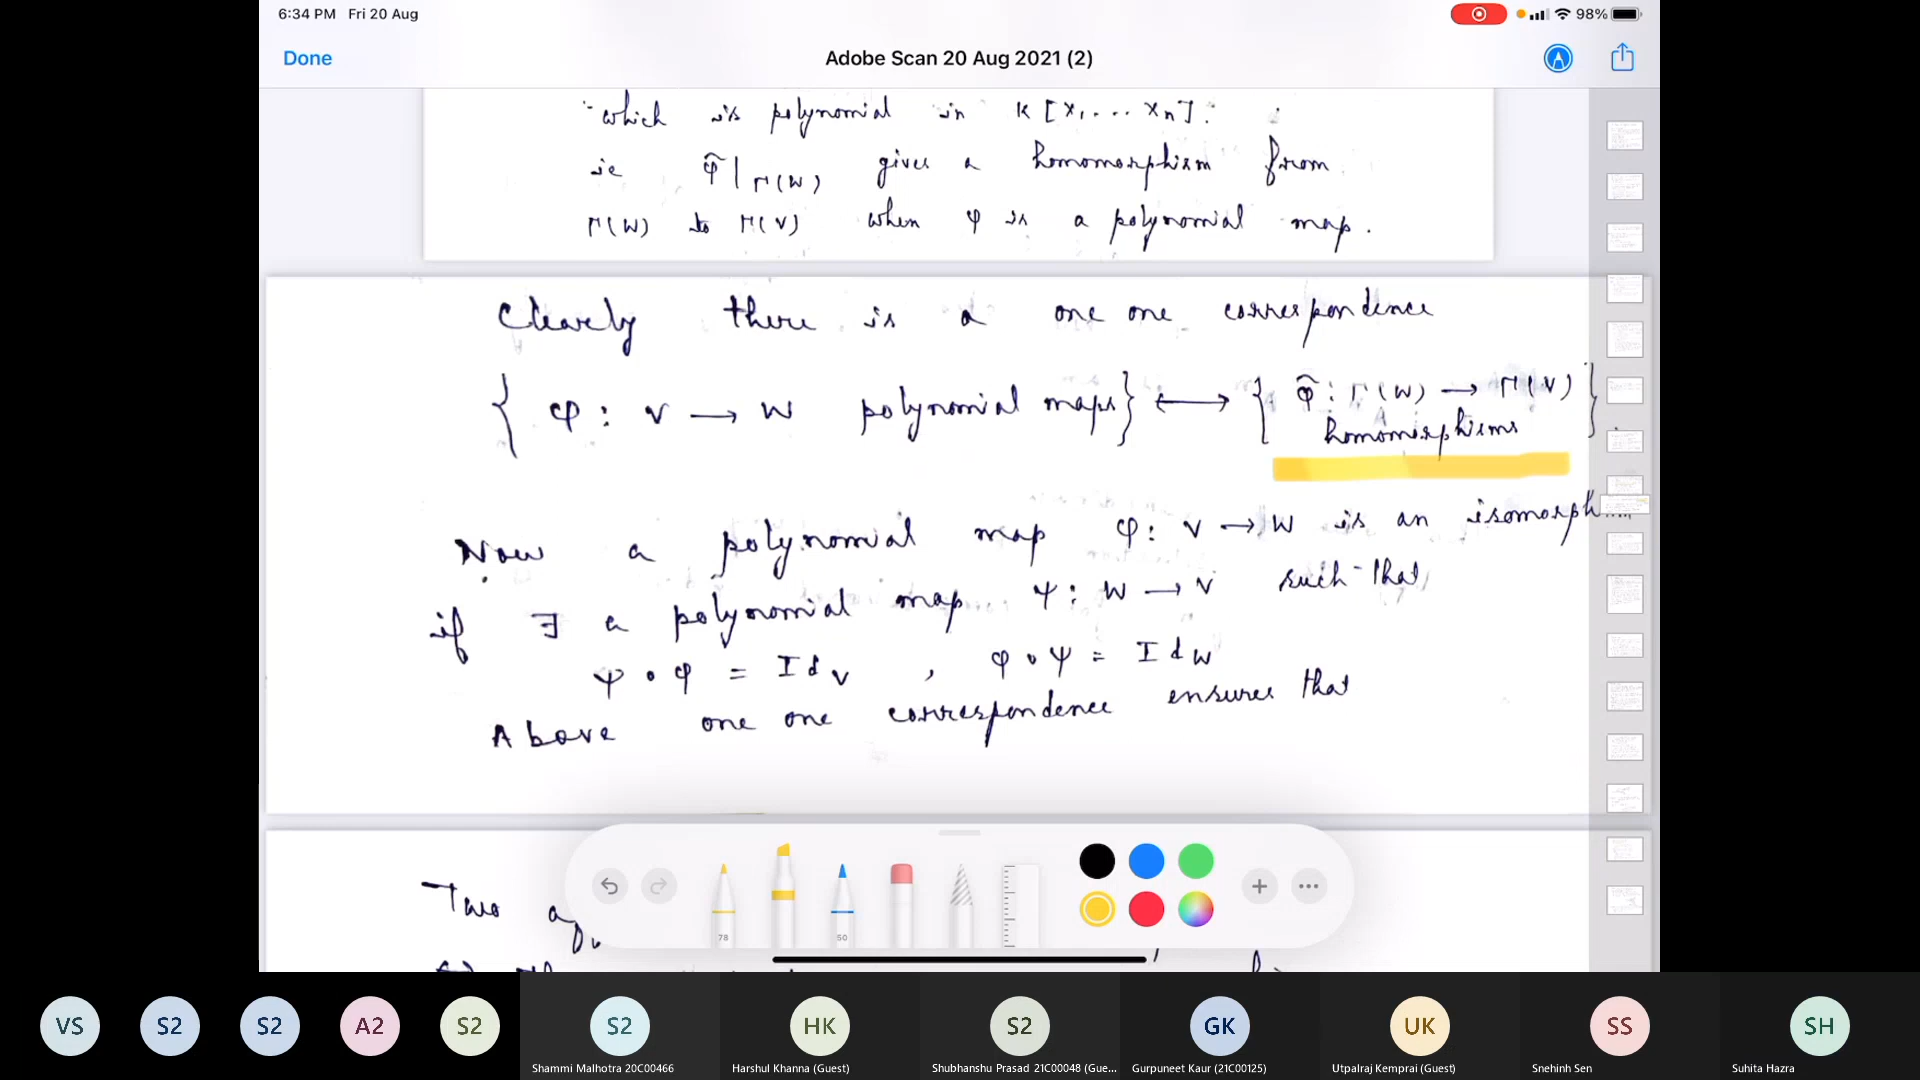 6:34 PM Fri 20 Aug
98%
Done
Adobe Scan 20 Aug 2021 (2)
which is polynomial in K[x1,... xn].
ie φ̃|Γ(W) gives a homomorphism from
Γ(W) to Γ(V) when φ is a polynomial map.
Clearly there is a one one correspondence
{ φ : V → W polynomial maps } ↔ { φ̃ : Γ(W) → Γ(V)
homomorphisms }.
Now a polynomial map φ : V → W is an isomorph
if ∃ a polynomial map ψ : W → V such that
ψ∘φ = Id_V , φ∘ψ = Id_W
Above one one correspondence ensures that
Two
78
50
VS
S2
S2
A2
S2
S2
HK
S2
GK
UK
SS
SH
Shammi Malhotra 20C00466
Harshul Khanna (Guest)
Shubhanshu Prasad 21C00048 (Gue...
Gurpuneet Kaur (21C00125)
Utpalraj Kemprai (Guest)
Snehinh Sen
Suhita Hazra